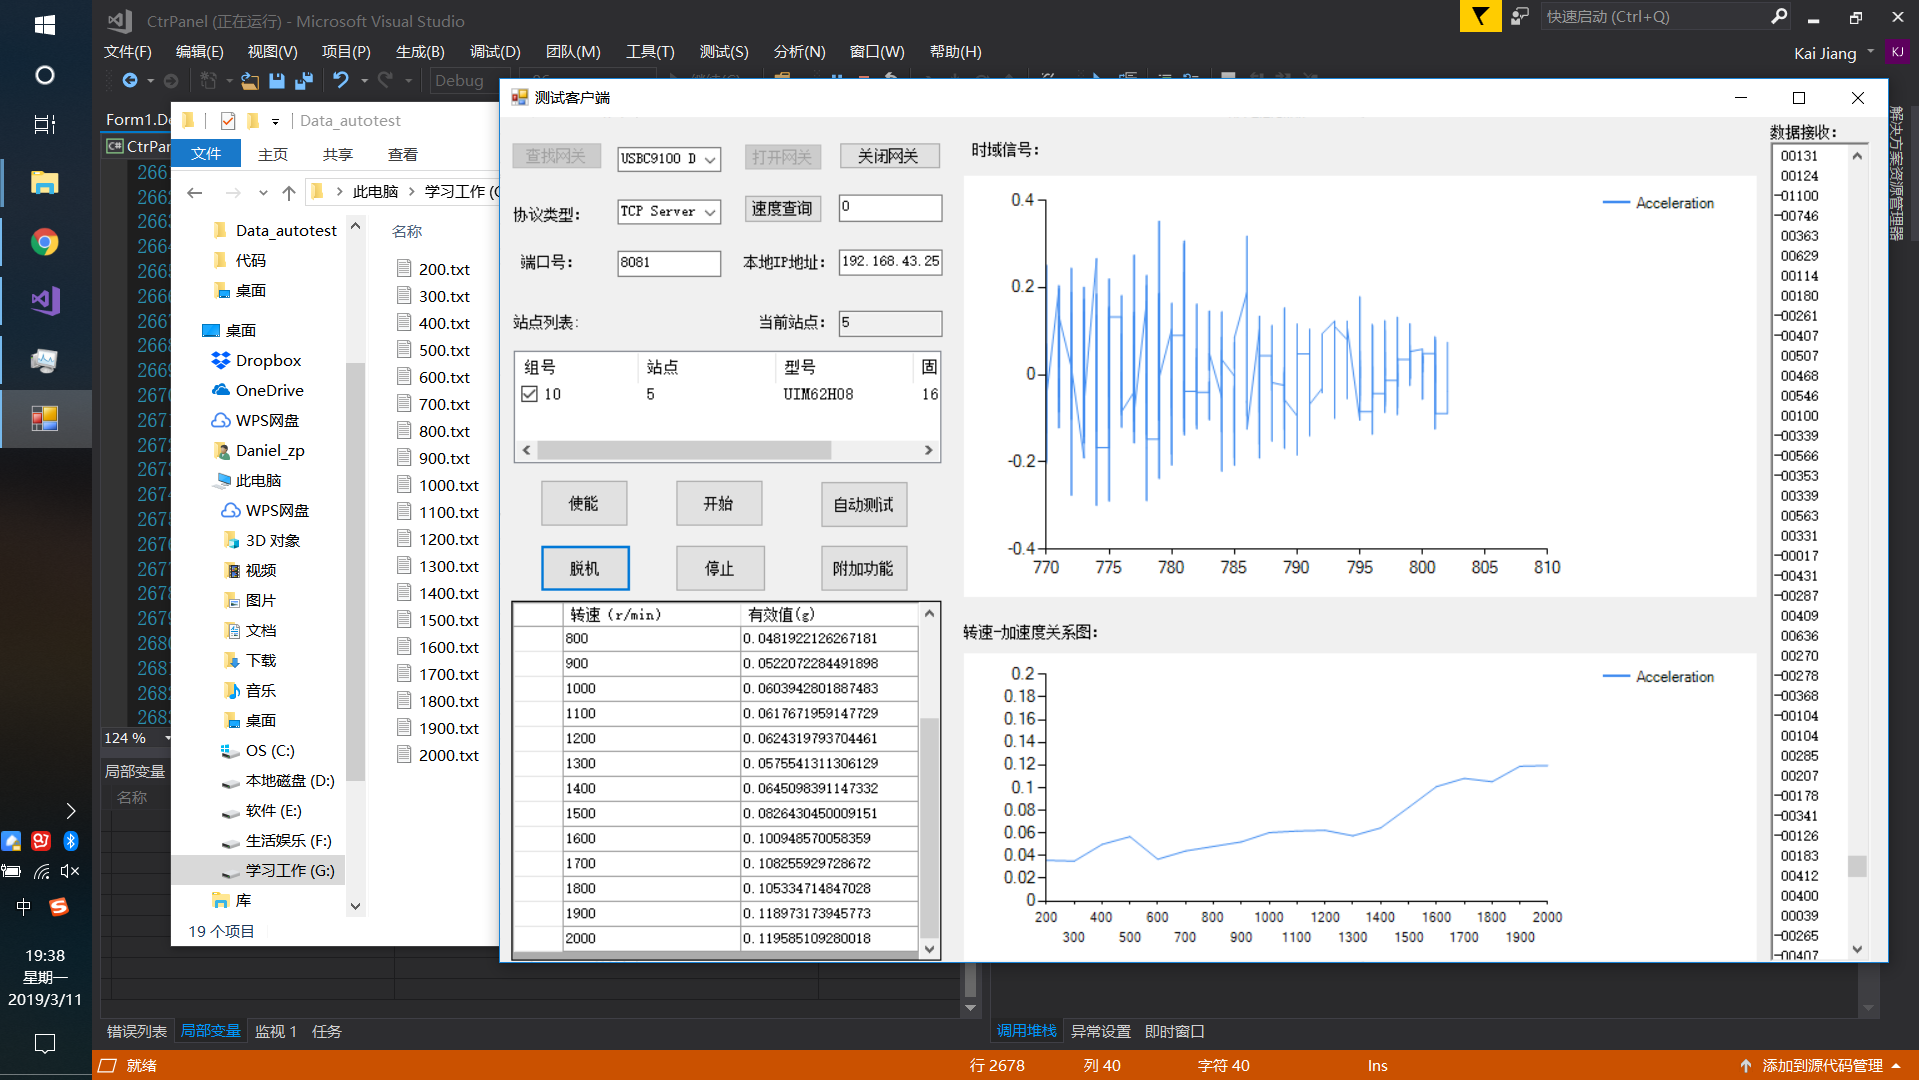 CtrPanel (正在运行) - Microsoft Visual Studio
快速启动 (Ctrl+Q)
文件(F) 编辑(E) 视图(V) 项目(P) 生成(B) 调试(D) 团队(M) 工具(T) 测试(S) 分析(N) 窗口(W) 帮助(H)
Kai Jiang KJ
Debug
Form1.De
CtrPan
解决方案资源管理器
Data_autotest
文件 主页 共享 查看
此电脑 学习工作 (G
Data_autotest
代码
桌面
桌面
Dropbox
OneDrive
WPS网盘
Daniel_zp
此电脑
WPS网盘
3D 对象
视频
图片
文档
下载
音乐
桌面
OS (C:)
本地磁盘 (D:)
软件 (E:)
生活娱乐 (F:)
学习工作 (G:)
库
19 个项目
名称
200.txt
300.txt
400.txt
500.txt
600.txt
700.txt
800.txt
900.txt
1000.txt
1100.txt
1200.txt
1300.txt
1400.txt
1500.txt
1600.txt
1700.txt
1800.txt
1900.txt
2000.txt
测试客户端
查找网关 USBC9100 D 打开网关 关闭网关
协议类型: TCP Server 速度查询 0
端口号: 8081 本地IP地址: 192.168.43.25
站点列表: 当前站点: 5
组号 站点 型号 固
10 5 UIM62H08 16
使能 开始 自动测试
脱机 停止 附加功能
转速 (r/min) 有效值(g)
800 0.0481922126267181
900 0.0522072284491898
1000 0.0603942801887483
1100 0.0617671959147729
1200 0.0624319793704461
1300 0.0575541311306129
1400 0.0645098391147332
1500 0.0826430450009151
1600 0.100948570058359
1700 0.108255929728672
1800 0.105334714847028
1900 0.118973173945773
2000 0.119585109280018
时域信号:
Acceleration
0.4
0.2
0
-0.2
-0.4
770 775 780 785 790 795 800 805 810
转速-加速度关系图:
Acceleration
0.2
0.18
0.16
0.14
0.12
0.1
0.08
0.06
0.04
0.02
0
200 400 600 800 1000 1200 1400 1600 1800 2000
300 500 700 900 1100 1300 1500 1700 1900
数据接收:
00131
00124
-01100
-00746
00363
00629
00114
00180
-00261
-00407
00507
00468
00546
00100
-00339
-00566
-00353
00339
00563
00331
-00017
-00431
-00287
00409
00636
00270
-00278
-00368
-00104
00104
00285
00207
-00178
-00341
-00126
00183
00412
00400
00039
-00265
-00407
124 %
局部变量
名称
错误列表 局部变量 监视 1 任务
调用堆栈 异常设置 即时窗口
就绪 行 2678 列 40 字符 40 Ins 添加到源代码管理
中
19:38
星期一
2019/3/11